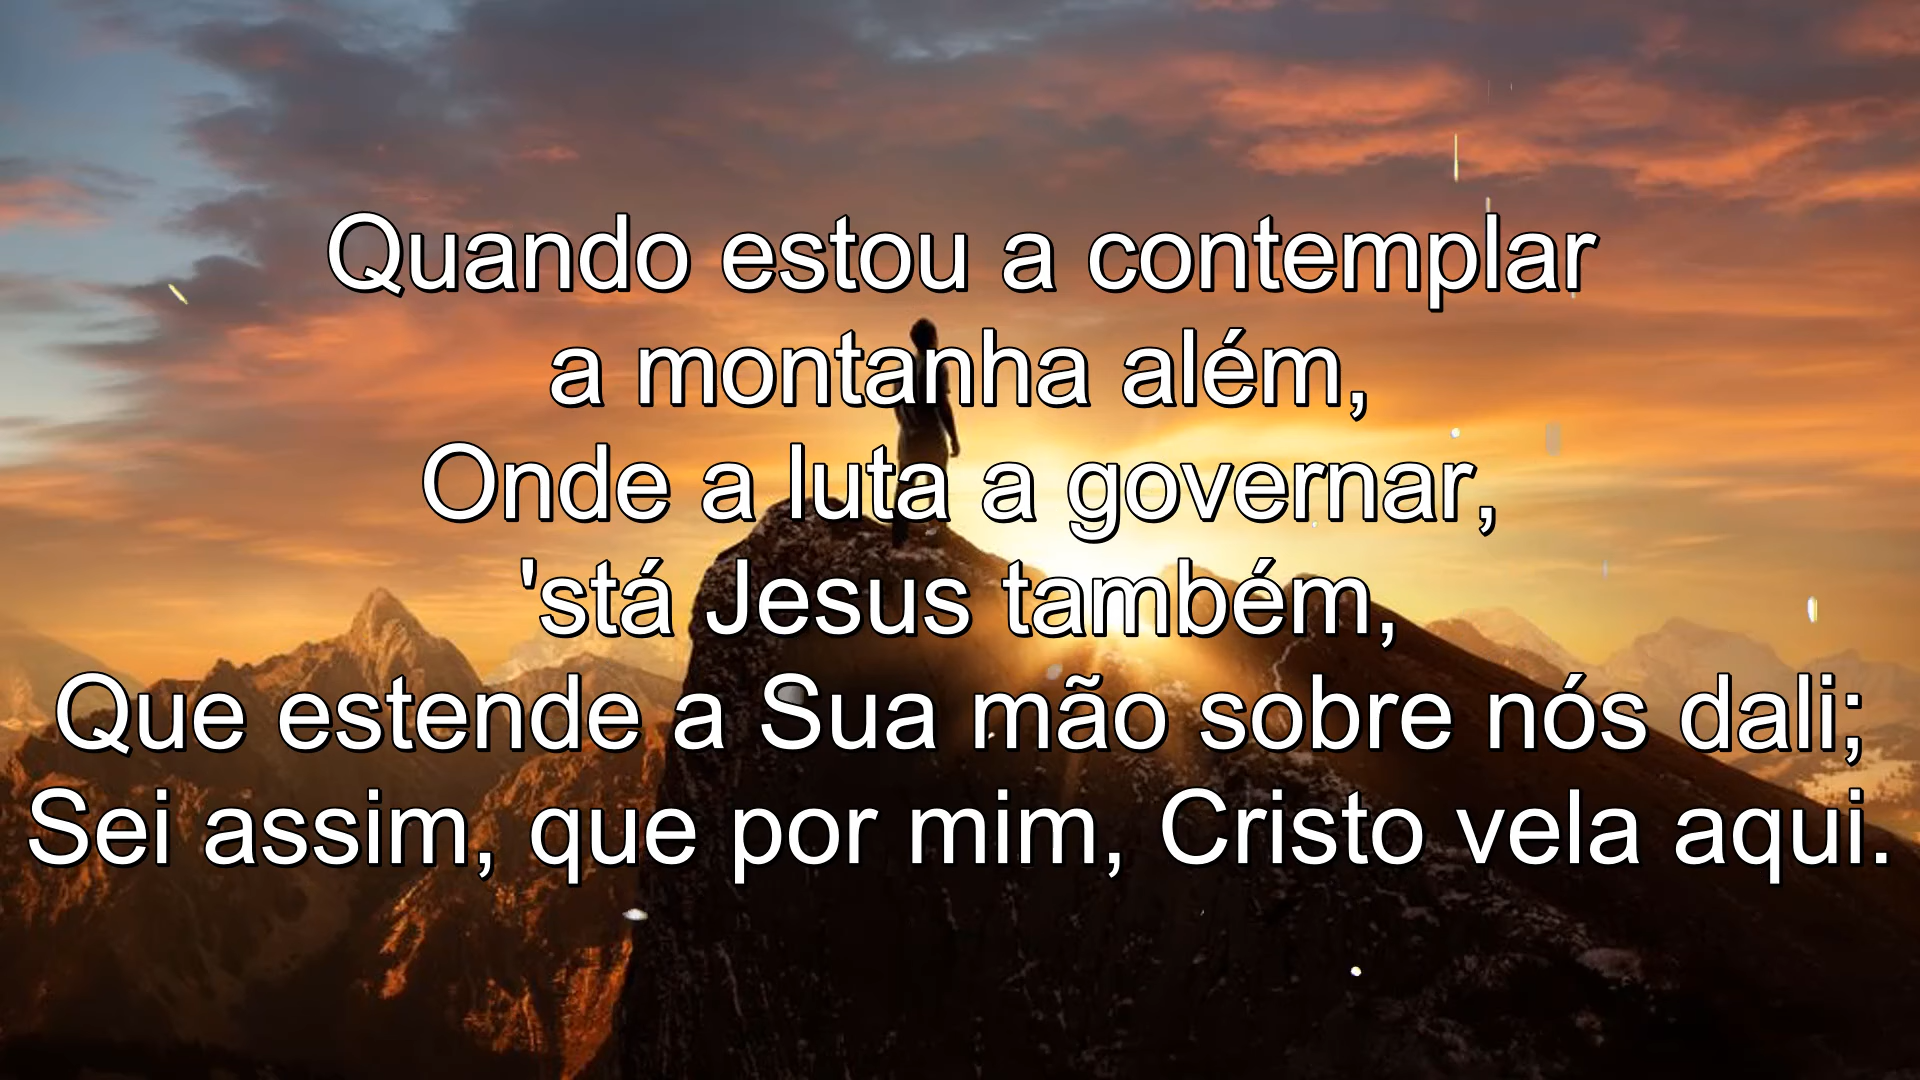 Quando estou a contemplar
a montanha além,
Onde a luta a governar,
'stá Jesus também,
Que estende a Sua mão sobre nós dali;
Sei assim, que por mim, Cristo vela aqui.